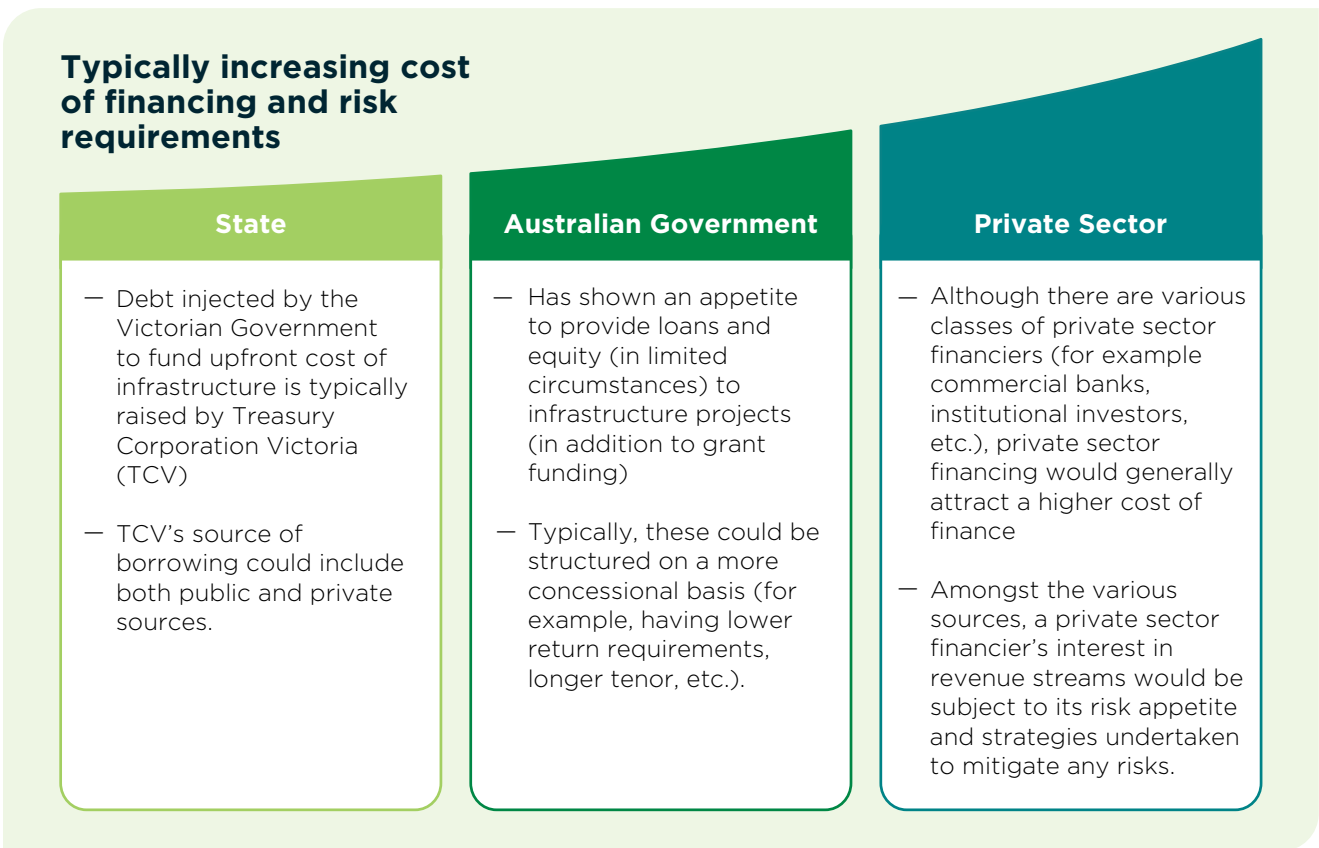 Typically increasing cost
of financing and risk
requirements
State
— Debt injected by the
Victorian Government
to fund upfront cost of
infrastructure is typically
raised by Treasury
Corporation Victoria
(TCV)
— TCV’s source of
borrowing could include
both public and private
sources.
Australian Government
— Has shown an appetite
to provide loans and
equity (in limited
circumstances) to
infrastructure projects
(in addition to grant
funding)
— Typically, these could be
structured on a more
concessional basis (for
example, having lower
return requirements,
longer tenor, etc.).
Private Sector
— Although there are various
classes of private sector
financiers (for example
commercial banks,
institutional investors,
etc.), private sector
financing would generally
attract a higher cost of
finance
— Amongst the various
sources, a private sector
financier’s interest in
revenue streams would be
subject to its risk appetite
and strategies undertaken
to mitigate any risks.